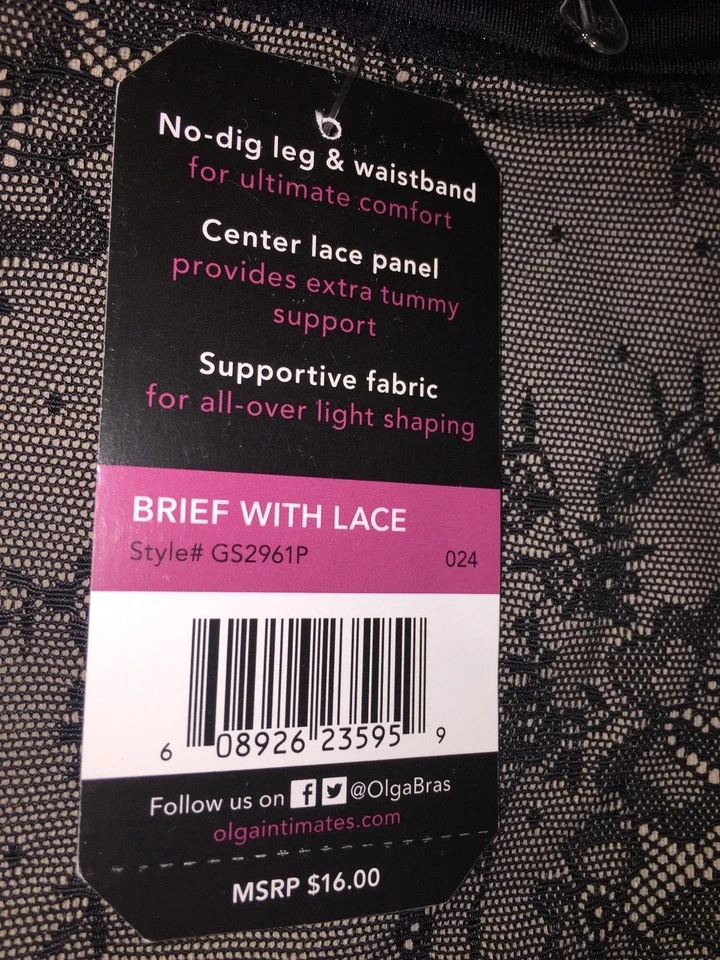 No-dig leg & waistband
for ultimate comfort
Center lace panel
provides extra tummy
support
Supportive fabric
for all-over light shaping
BRIEF WITH LACE
Style# GS2961P 024
6 08926 23595 9
Follow us on @OlgaBras
olgaintimates.com
MSRP $16.00